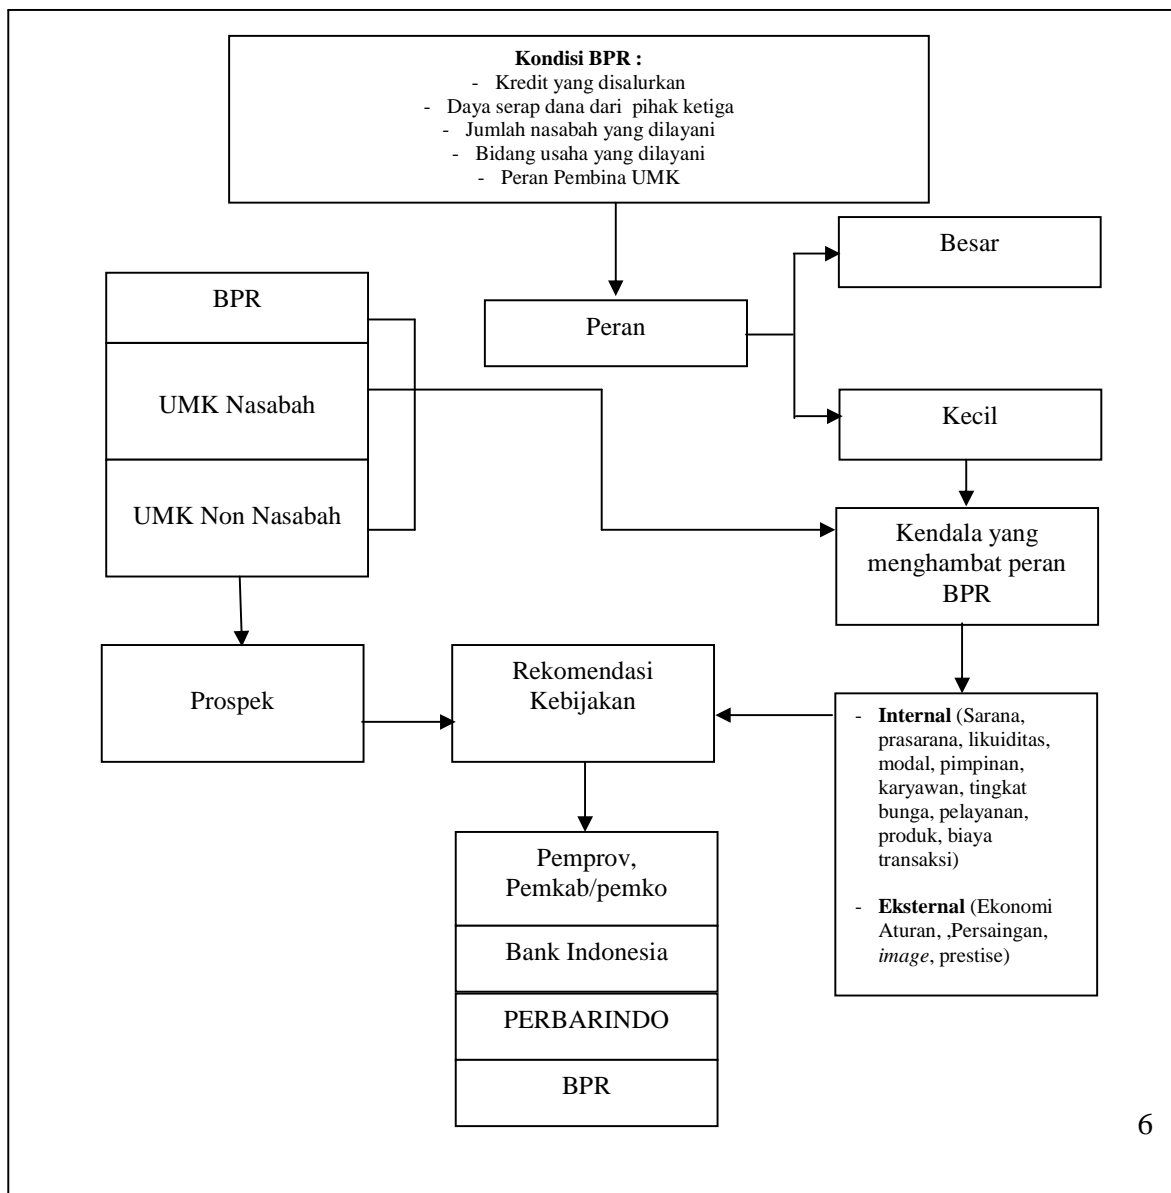 Kondisi BPR :
- Kredit yang disalurkan
- Daya serap dana dari pihak ketiga
- Jumlah nasabah yang dilayani
- Bidang usaha yang dilayani
- Peran Pembina UMK
Besar
BPR
Peran
UMK Nasabah
Kecil
UMK Non Nasabah
Kendala yang
menghambat peran
BPR
Prospek
Rekomendasi
Kebijakan
- Internal (Sarana,
prasarana, likuiditas,
modal, pimpinan,
karyawan, tingkat
bunga, pelayanan,
produk, biaya
transaksi)
- Eksternal (Ekonomi
Aturan, ,Persaingan,
image, prestise)
Pemprov,
Pemkab/pemko
Bank Indonesia
PERBARINDO
BPR
6